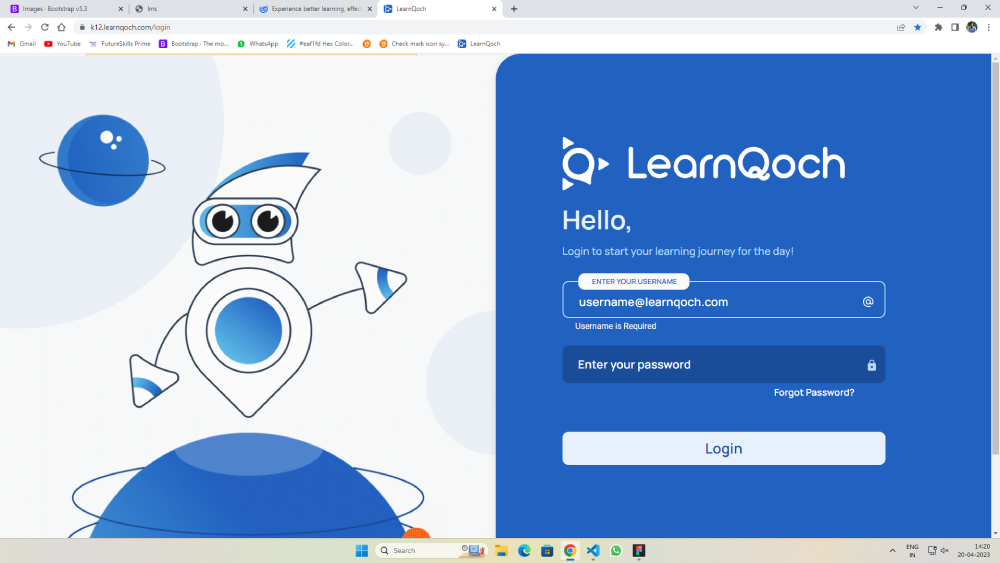 Images · Bootstrap v5.3
lms
Experience better learning, effec
LearnQoch
k12.learnqoch.com/login
Gmail
YouTube
FutureSkills Prime
Bootstrap · The mo...
WhatsApp
#eaf1fd Hex Color...
Check mark icon sy...
LearnQoch
LearnQoch
Hello,
Login to start your learning journey for the day!
ENTER YOUR USERNAME
username@learnqoch.com
@
Username is Required
Enter your password
Forgot Password?
Login
Search
ENG
IN
14:20
20-04-2023